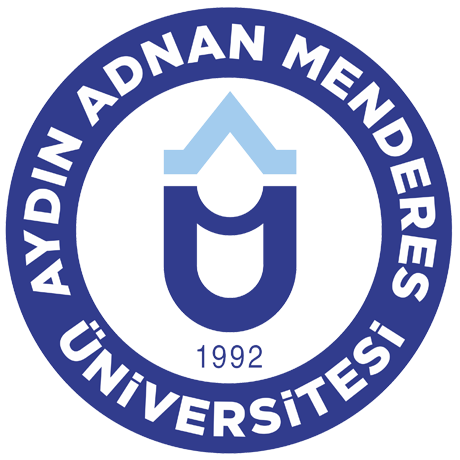 AYDIN ADNAN MENDERES
ÜNİVERSİTESİ
1992